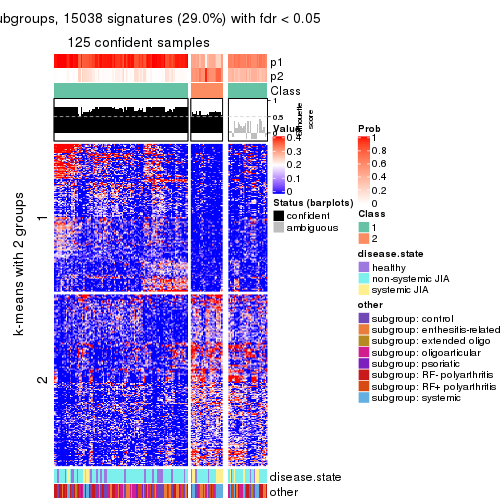 ubgroups, 15038 signatures (29.0%) with fdr < 0.05
125 confident samples
p1
p2
Class
1
0.5
0
Silhouette
score
k-means with 2 groups
1
2
Value
0.4
0.3
0.2
0.1
0
Status (barplots)
confident
ambiguous
Prob
1
0.8
0.6
0.4
0.2
0
Class
1
2
disease.state
healthy
non-systemic JIA
systemic JIA
other
subgroup: control
subgroup: enthesitis-related
subgroup: extended oligo
subgroup: oligoarticular
subgroup: psoriatic
subgroup: RF- polyarthritis
subgroup: RF+ polyarthritis
subgroup: systemic
disease.state
other